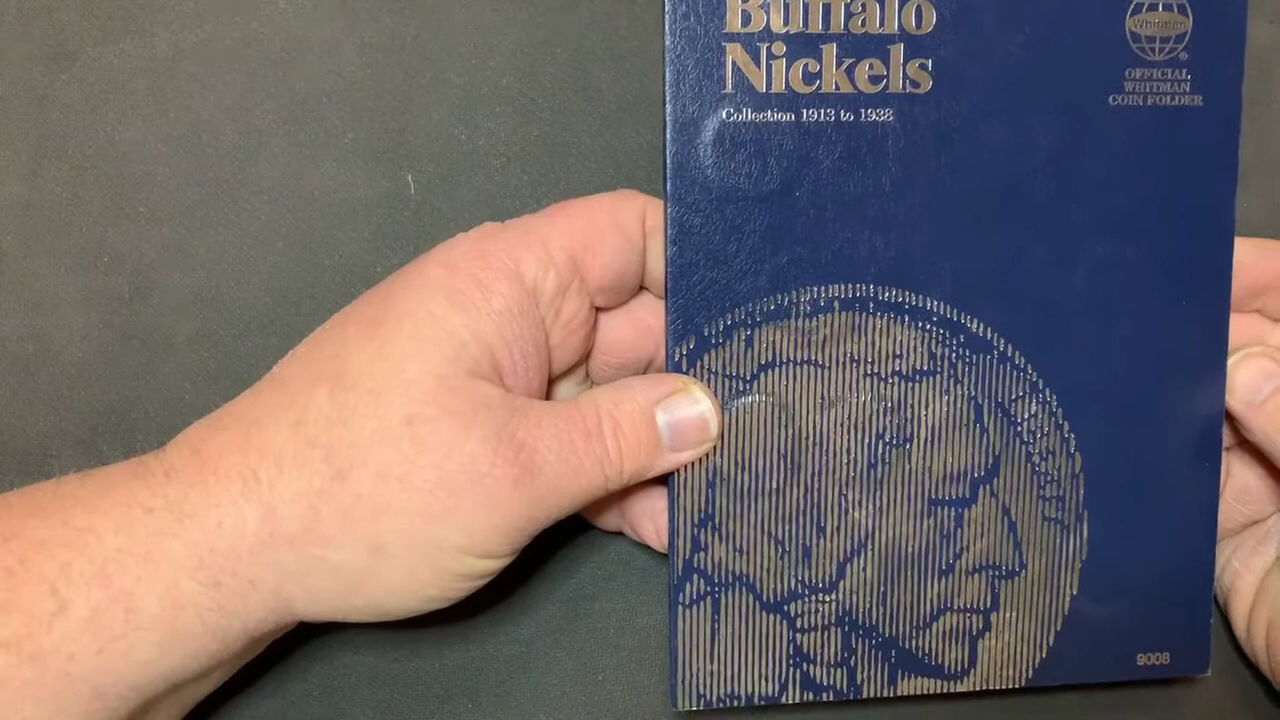 Buffalo
Nickels
Collection 1913 to 1938
Whitman
®
OFFICIAL
WHITMAN
COIN FOLDER
9008